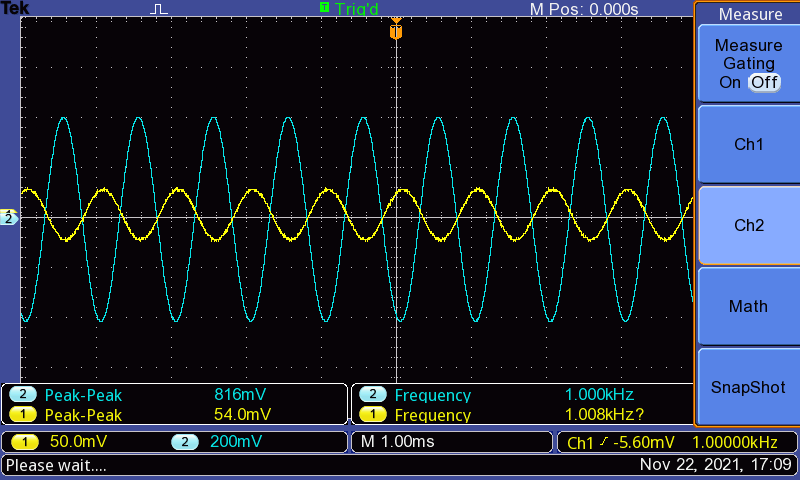 Tek T Trig'd M Pos: 0.000s Measure
T
Measure
Gating
On Off
Ch1
Ch2
Math
SnapShot
2
2 Peak-Peak 816mV 2 Frequency 1.000kHz
1 Peak-Peak 54.0mV 1 Frequency 1.008kHz?
1 50.0mV 2 200mV M 1.00ms Ch1 -5.60mV 1.00000kHz
Please wait.... Nov 22, 2021, 17:09